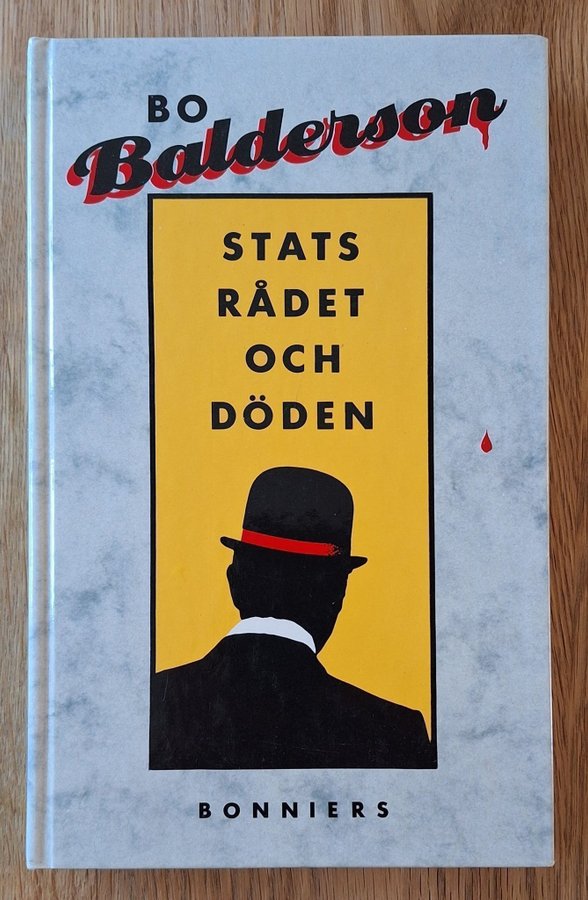 BO
Balderson
STATS
RÅDET
OCH
DÖDEN
BONNIERS